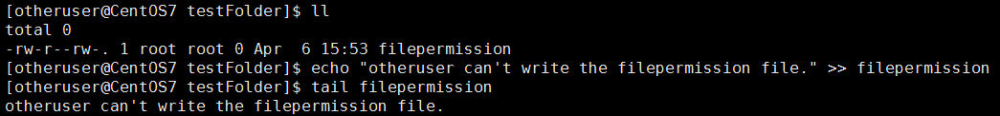 [otheruser@CentOS7 testFolder]$ ll
total 0
-rw-r--rw-. 1 root root 0 Apr  6 15:53 filepermission
[otheruser@CentOS7 testFolder]$ echo "otheruser can't write the filepermission file." >> filepermission
[otheruser@CentOS7 testFolder]$ tail filepermission
otheruser can't write the filepermission file.